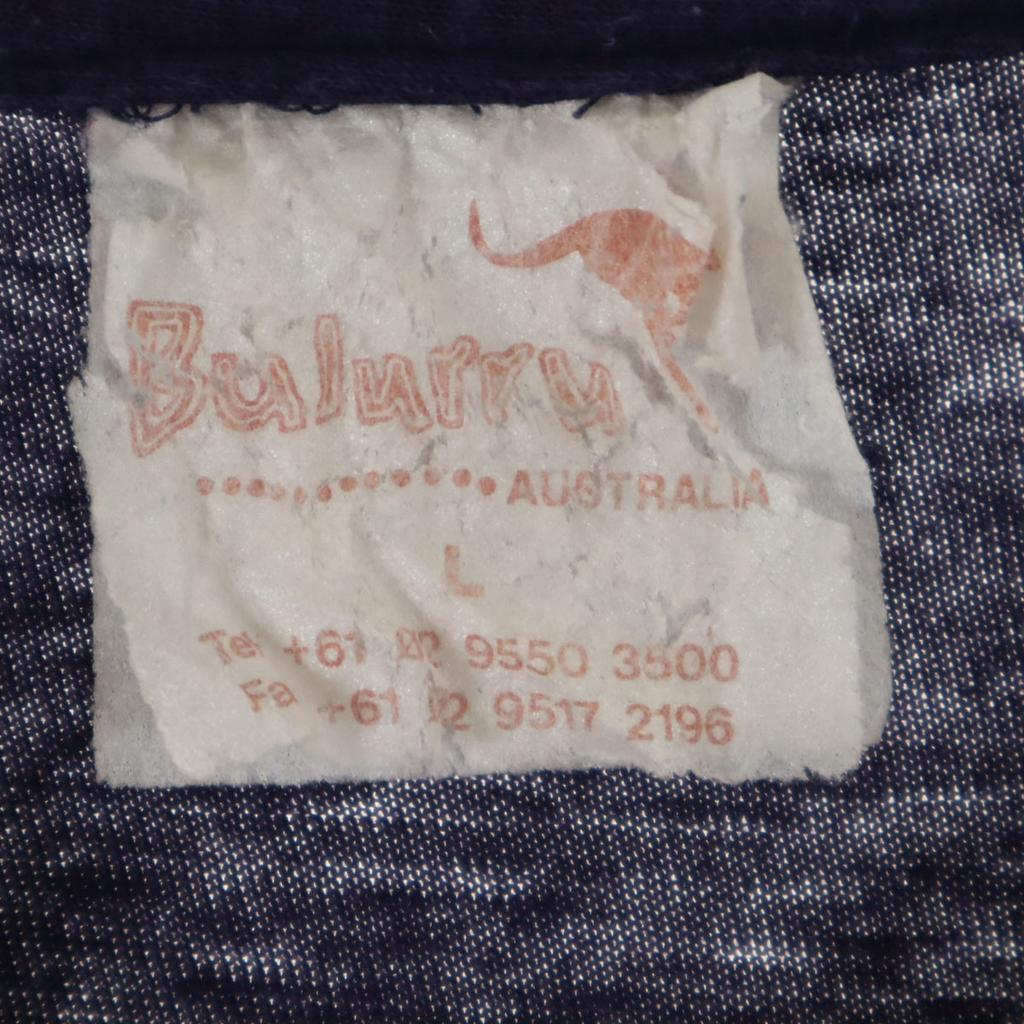 Bulurru
AUSTRALIA
L
Tel +61 02 9550 3500
Fa +61 02 9517 2196